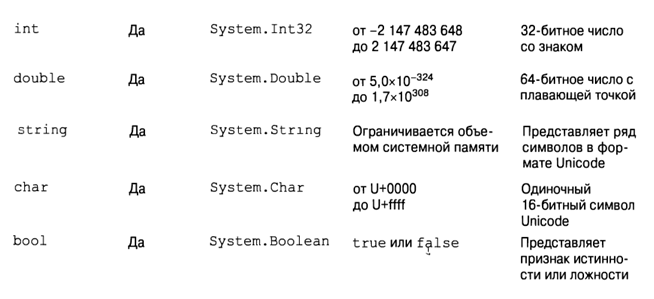 int Да System.Int32 от –2 147 483 648 32-битное число
до 2 147 483 647 со знаком
double Да System.Double от 5,0×10⁻³²⁴ 64-битное число с
до 1,7×10³⁰⁸ плавающей точкой
string Да System.String Ограничивается объе- Представляет ряд
мом системной памяти символов в фор-
мате Unicode
char Да System.Char от U+0000 Одиночный
до U+ffff 16-битный символ
Unicode
bool Да System.Boolean true или false Представляет
признак истинно-
сти или ложности